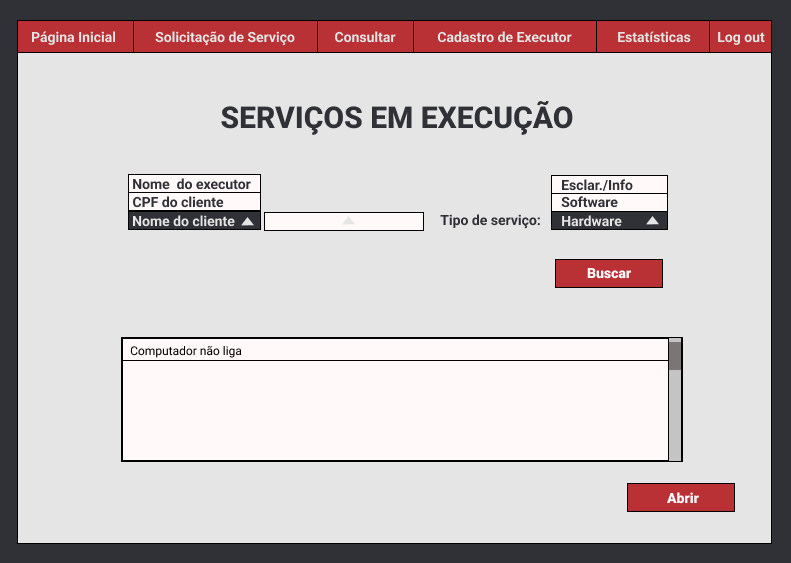 Página Inicial Solicitação de Serviço Consultar Cadastro de Executor Estatísticas Log out
SERVIÇOS EM EXECUÇÃO
Nome do executor Esclar./Info
CPF do cliente Software
Nome do cliente Tipo de serviço: Hardware
Buscar
Computador não liga
Abrir